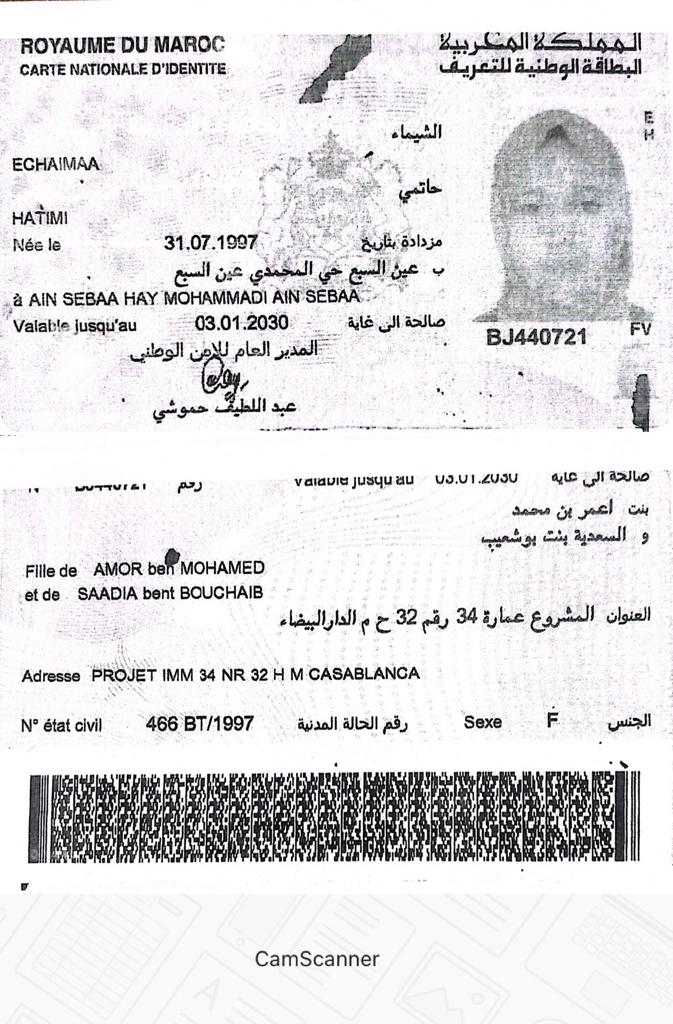 ROYAUME DU MAROC
المملكة المغربية
CARTE NATIONALE D'IDENTITE
البطاقة الوطنية للتعريف
الشيماء
ECHAIMAA
حاتمي
HATIMI
Née le 31.07.1997 مزدادة بتاريخ
ب عين السبع حي المحمدي عين السبع
à AIN SEBAA HAY MOHAMMADI AIN SEBAA
Valable jusqu'au 03.01.2030 صالحة الى غاية
المدير العام للامن الوطني
عبد اللطيف حموشي
E
H
BJ440721
FV
N° BJ440721 رقم Valable jusqu'au 03.01.2030 صالحة الى غاية
بنت اعمر بن محمد
و السعدية بنت بوشعيب
Fille de AMOR ben MOHAMED
et de SAADIA bent BOUCHAIB
العنوان المشروع عمارة 34 رقم 32 ح م الدارالبيضاء
Adresse PROJET IMM 34 NR 32 H M CASABLANCA
N° état civil 466 BT/1997 رقم الحالة المدنية Sexe F الجنس
CamScanner